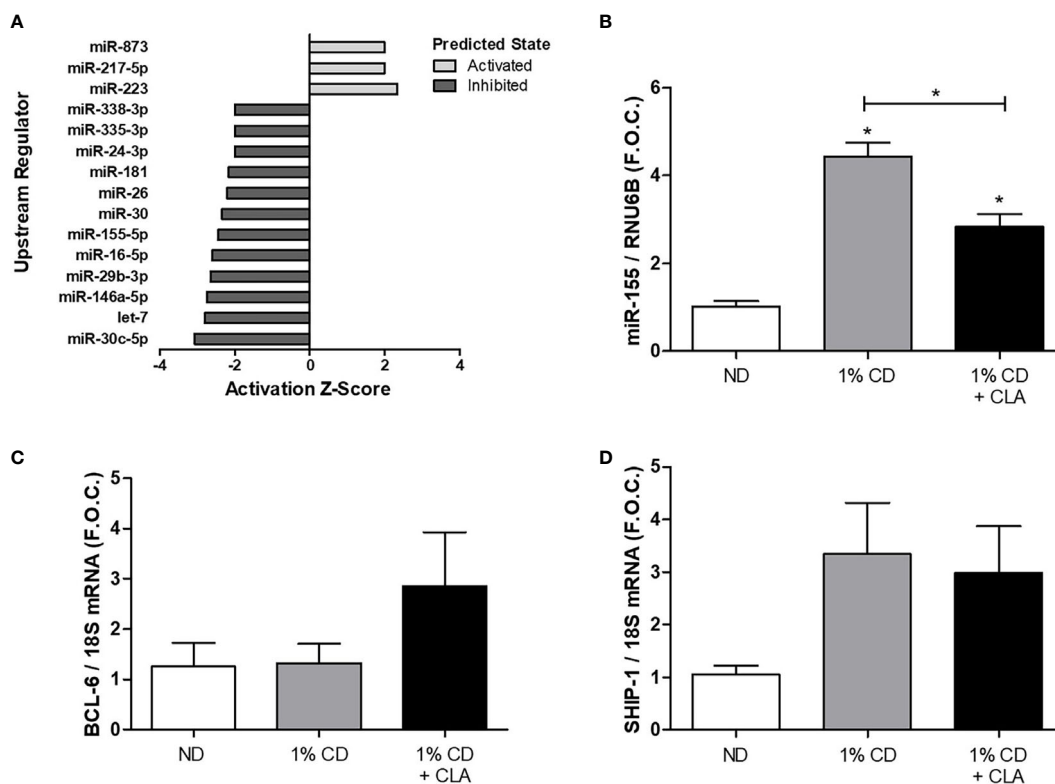 A
Upstream Regulator
miR-873
miR-217-5p
miR-223
miR-338-3p
miR-335-3p
miR-24-3p
miR-181
miR-26
miR-30
miR-155-5p
miR-16-5p
miR-29b-3p
miR-146a-5p
let-7
miR-30c-5p
-4 -2 0 2 4
Activation Z-Score
Predicted State
Activated
Inhibited
B
miR-155 / RNU6B (F.O.C.)
6
4
2
0
*
*
*
ND 1% CD 1% CD
+ CLA
C
BCL-6 / 18S mRNA (F.O.C.)
5
4
3
2
1
0
ND 1% CD 1% CD
+ CLA
D
SHIP-1 / 18S mRNA (F.O.C.)
5
4
3
2
1
0
ND 1% CD 1% CD
+ CLA